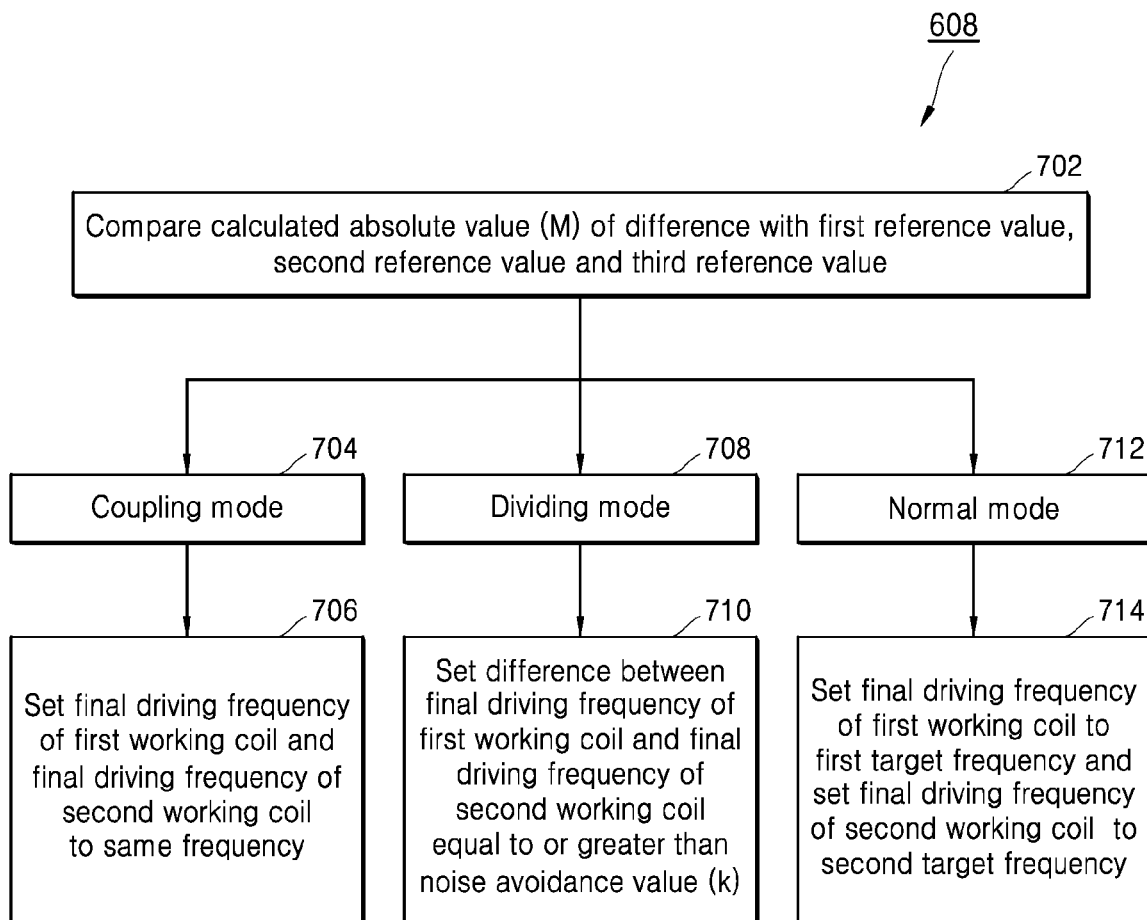 608
702
Compare calculated absolute value (M) of difference with first reference value,
second reference value and third reference value
704
Coupling mode
708
Dividing mode
712
Normal mode
706
Set final driving frequency
of first working coil and
final driving frequency of
second working coil
to same frequency
710
Set difference between
final driving frequency of
first working coil and final
driving frequency of
second working coil
equal to or greater than
noise avoidance value (k)
714
Set final driving frequency
of first working coil to
first target frequency and
set final driving frequency
of second working coil to
second target frequency